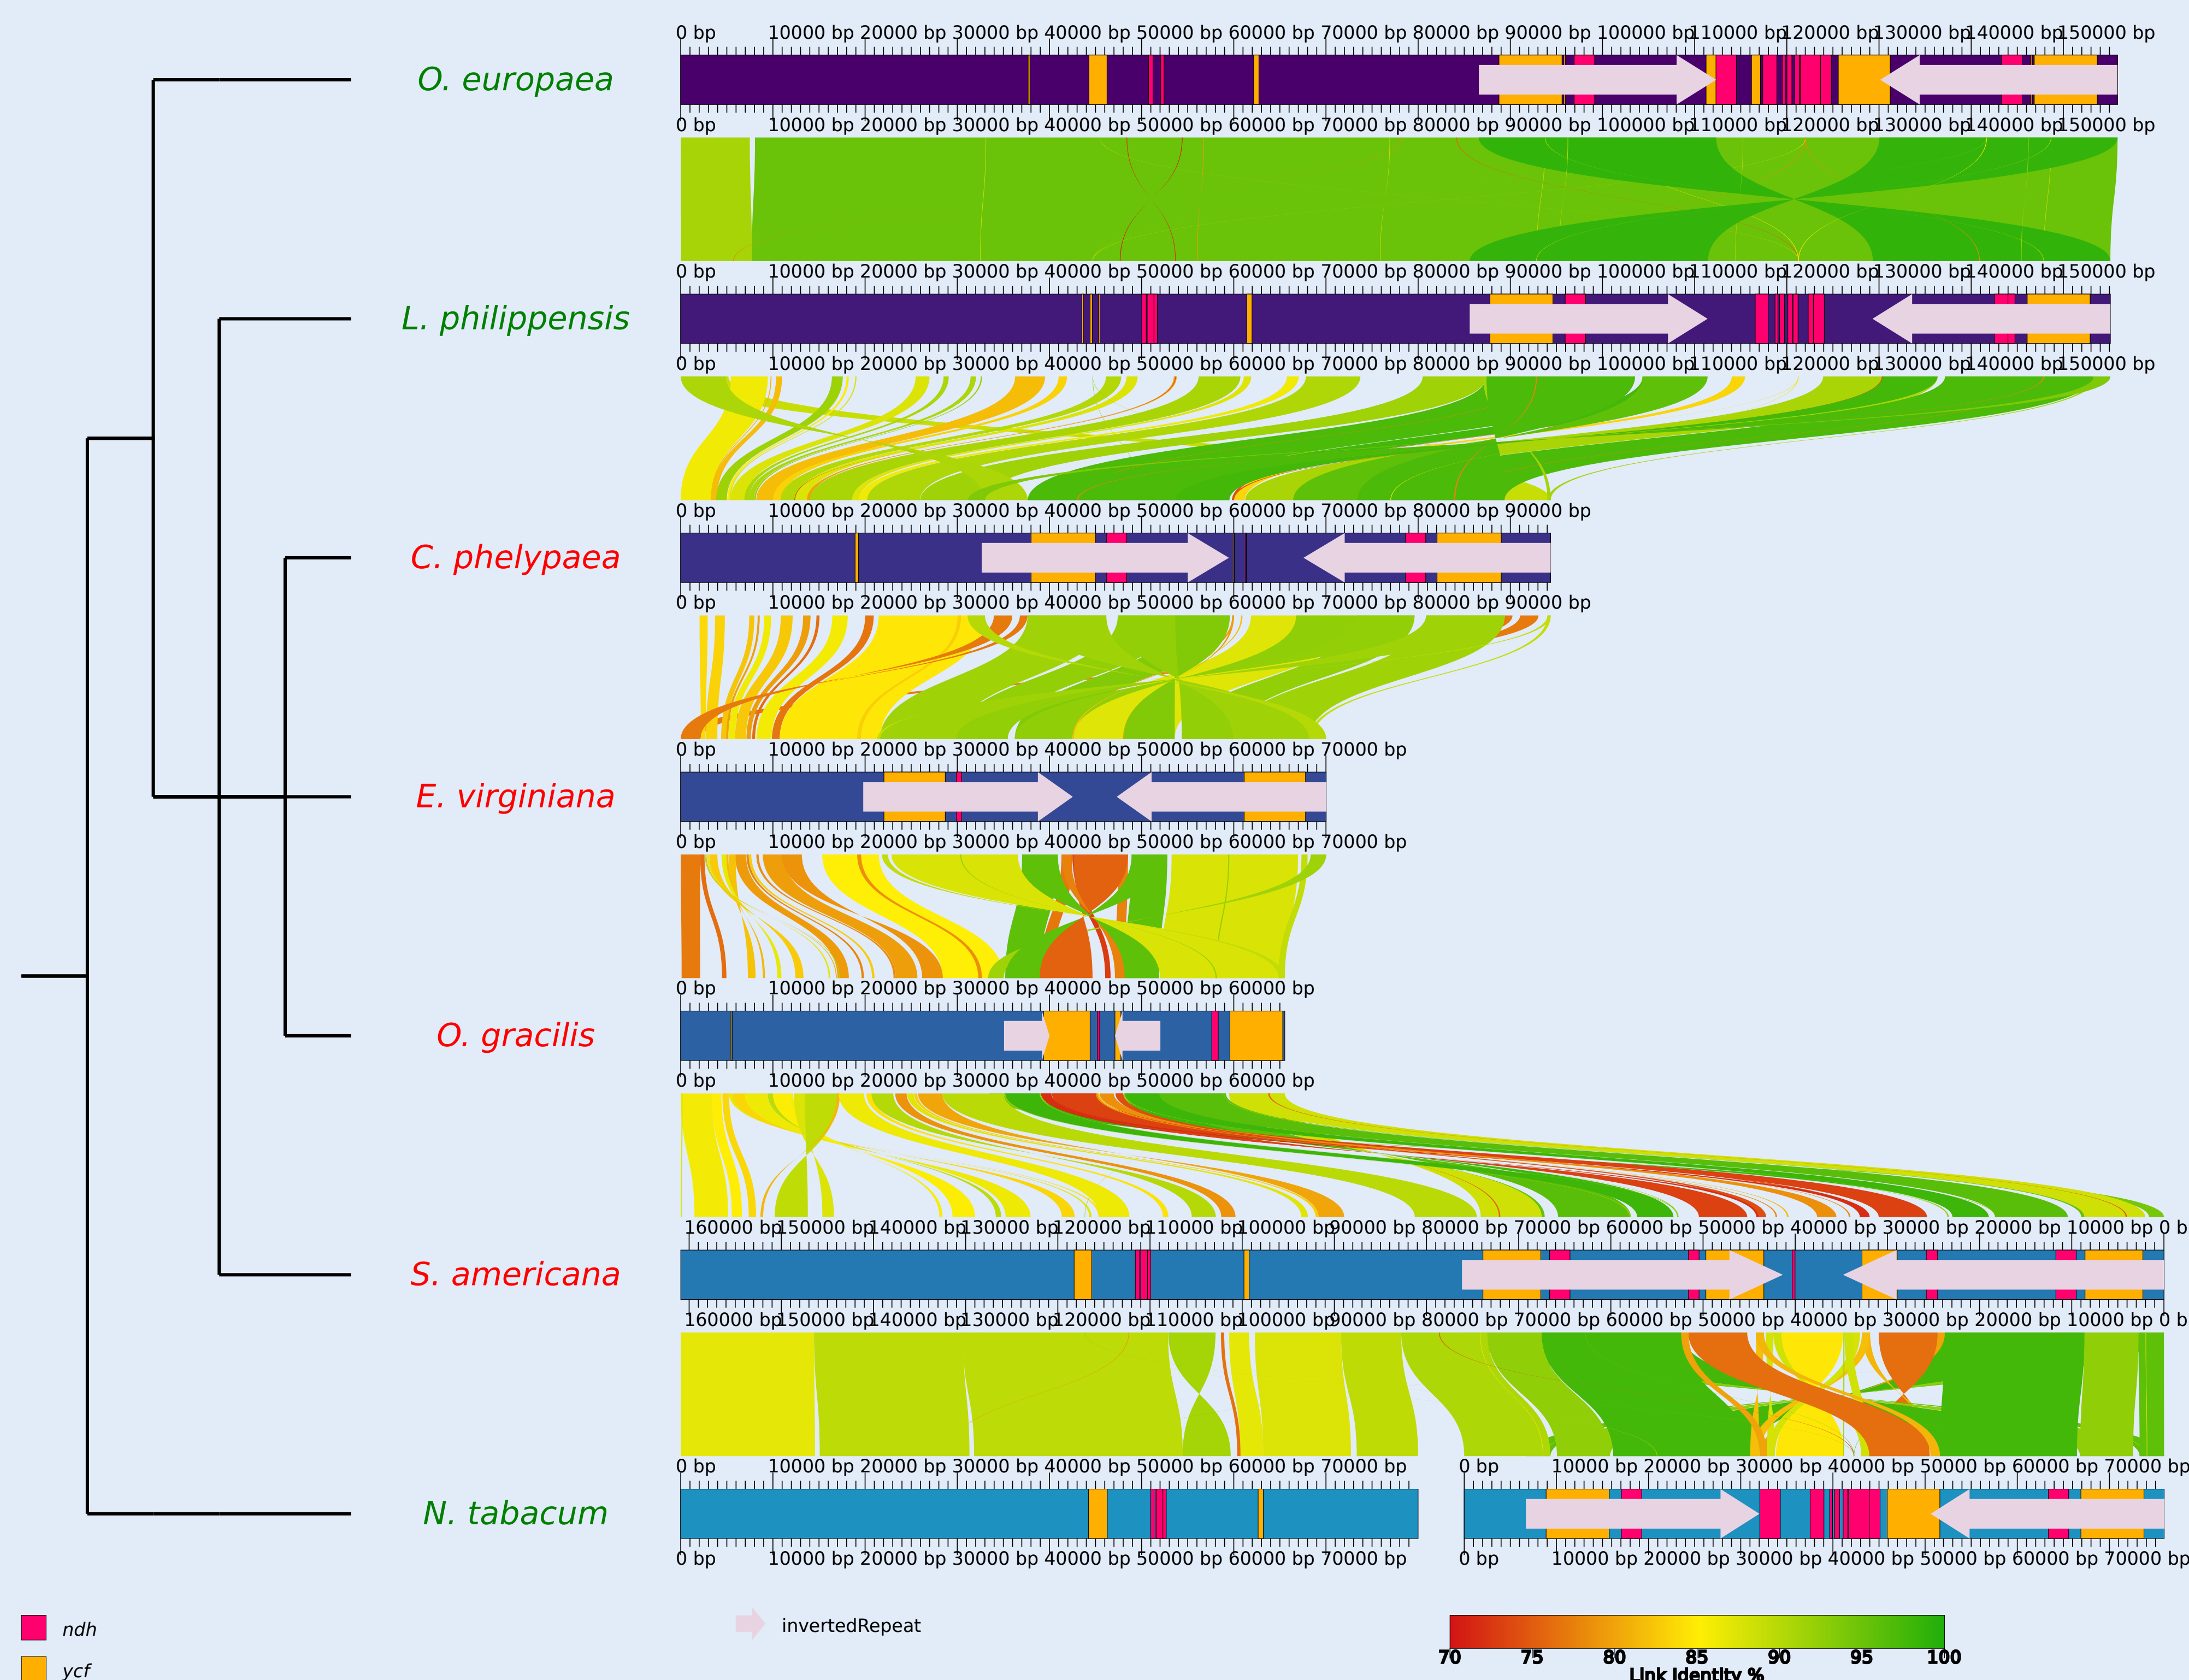 0 bp 10000 bp 20000 bp 30000 bp 40000 bp 50000 bp 60000 bp 70000 bp 80000 bp 90000 bp 100000 bp 110000 bp 120000 bp 130000 bp 140000 bp 150000 bp
O. europaea
0 bp 10000 bp 20000 bp 30000 bp 40000 bp 50000 bp 60000 bp 70000 bp 80000 bp 90000 bp 100000 bp 110000 bp 120000 bp 130000 bp 140000 bp 150000 bp
0 bp 10000 bp 20000 bp 30000 bp 40000 bp 50000 bp 60000 bp 70000 bp 80000 bp 90000 bp 100000 bp 110000 bp 120000 bp 130000 bp 140000 bp 150000 bp
L. philippensis
0 bp 10000 bp 20000 bp 30000 bp 40000 bp 50000 bp 60000 bp 70000 bp 80000 bp 90000 bp 100000 bp 110000 bp 120000 bp 130000 bp 140000 bp 150000 bp
0 bp 10000 bp 20000 bp 30000 bp 40000 bp 50000 bp 60000 bp 70000 bp 80000 bp 90000 bp
C. phelypaea
0 bp 10000 bp 20000 bp 30000 bp 40000 bp 50000 bp 60000 bp 70000 bp 80000 bp 90000 bp
0 bp 10000 bp 20000 bp 30000 bp 40000 bp 50000 bp 60000 bp 70000 bp
E. virginiana
0 bp 10000 bp 20000 bp 30000 bp 40000 bp 50000 bp 60000 bp 70000 bp
0 bp 10000 bp 20000 bp 30000 bp 40000 bp 50000 bp 60000 bp
O. gracilis
0 bp 10000 bp 20000 bp 30000 bp 40000 bp 50000 bp 60000 bp
160000 bp 150000 bp 140000 bp 130000 bp 120000 bp 110000 bp 100000 bp 90000 bp 80000 bp 70000 bp 60000 bp 50000 bp 40000 bp 30000 bp 20000 bp 10000 bp 0 b
S. americana
160000 bp 150000 bp 140000 bp 130000 bp 120000 bp 110000 bp 100000 bp 90000 bp 80000 bp 70000 bp 60000 bp 50000 bp 40000 bp 30000 bp 20000 bp 10000 bp 0 b
0 bp 10000 bp 20000 bp 30000 bp 40000 bp 50000 bp 60000 bp 70000 bp 0 bp 10000 bp 20000 bp 30000 bp 40000 bp 50000 bp 60000 bp 70000 bp
N. tabacum
0 bp 10000 bp 20000 bp 30000 bp 40000 bp 50000 bp 60000 bp 70000 bp 0 bp 10000 bp 20000 bp 30000 bp 40000 bp 50000 bp 60000 bp 70000 bp
ndh
ycf
invertedRepeat
70 75 80 85 90 95 100
Link Identity %